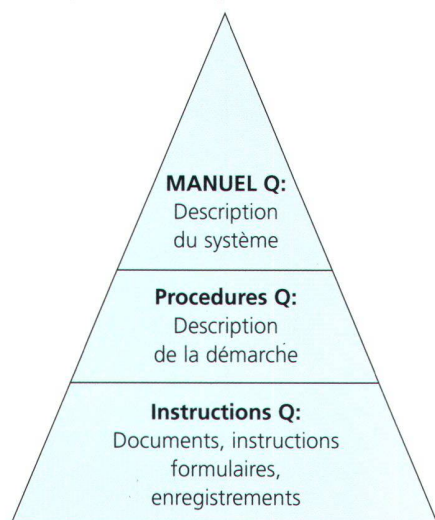 MANUEL Q:
Description
du système
Procedures Q:
Description
de la démarche
Instructions Q:
Documents, instructions
formulaires,
enregistrements